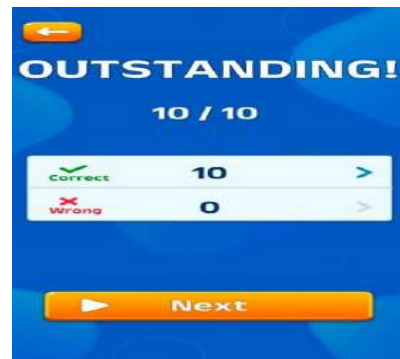 OUTSTANDING!
10 / 10
Correct 10
Wrong 0
Next